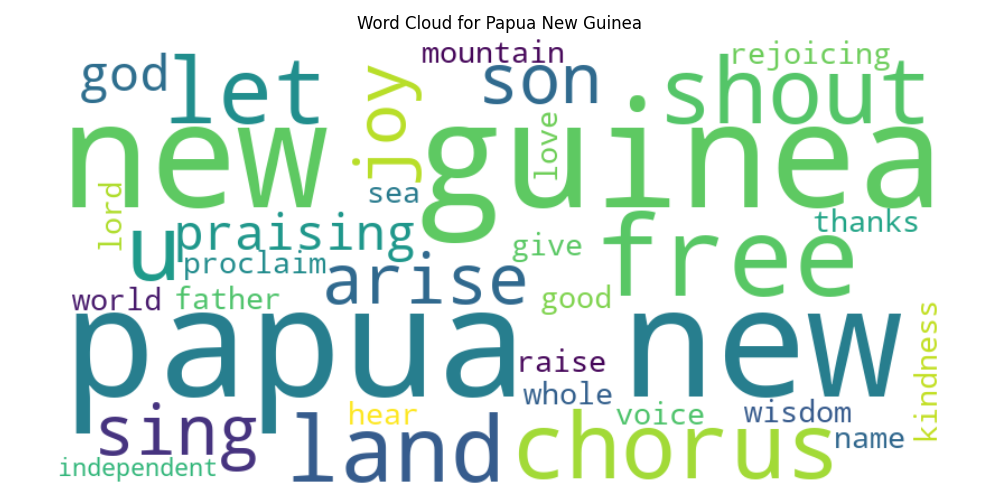 Word Cloud for Papua New Guinea
mountain
rejoicing
god
let
joy
son
shout
new
guinea
love
sea
lord
u
praising
thanks
proclaim
arise
give
free
world
father
good
papua new
raise
kindness
whole
sing
land
hear
chorus
voice
wisdom
name
independent